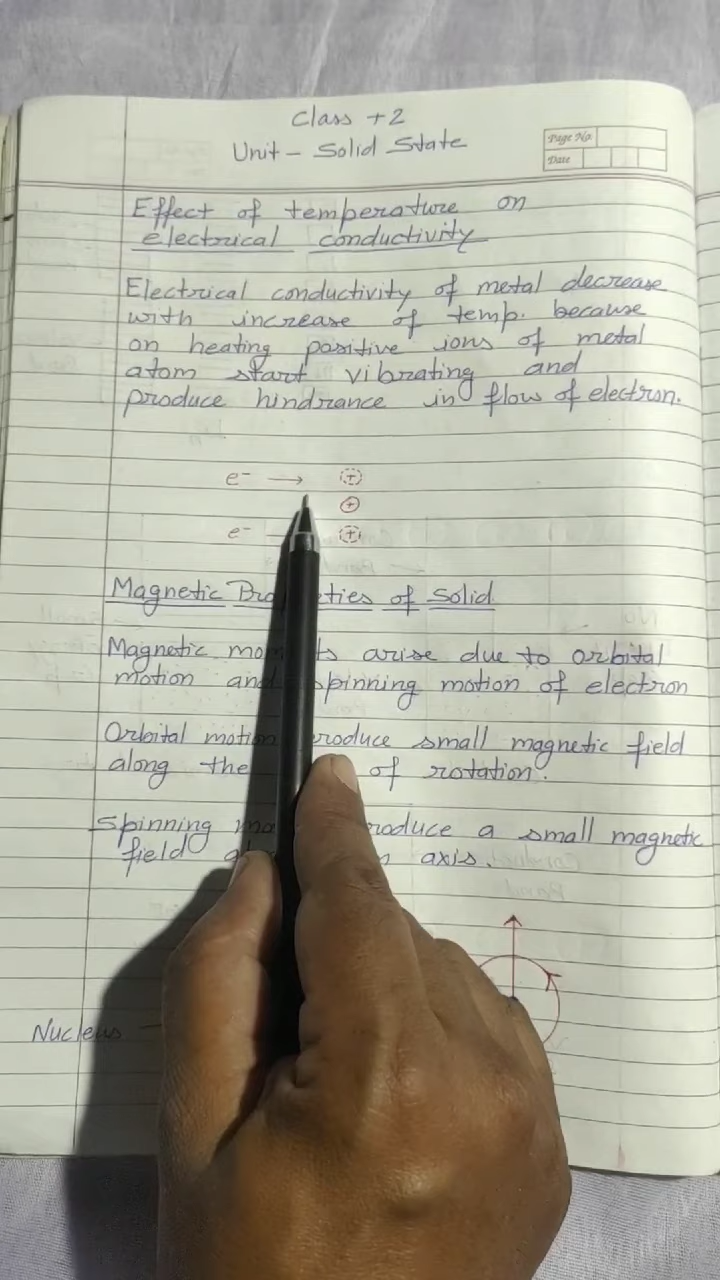 Class +2
Unit - Solid State
Page No.
Date
Effect of temperature on
electrical conductivity
Electrical conductivity of metal decrease
with increase of temp. because
on heating positive ions of metal
atom start vibrating and
produce hindrance in flow of electron.
e⁻ → (+)
(+)
e⁻ (+)
Magnetic of Solid
Magnetic arise due to orbital
motion and spinning motion of electron
Orbital motion produce small magnetic field
along the of rotation.
Spinning produce a small magnetic
field axis.
Nucleus